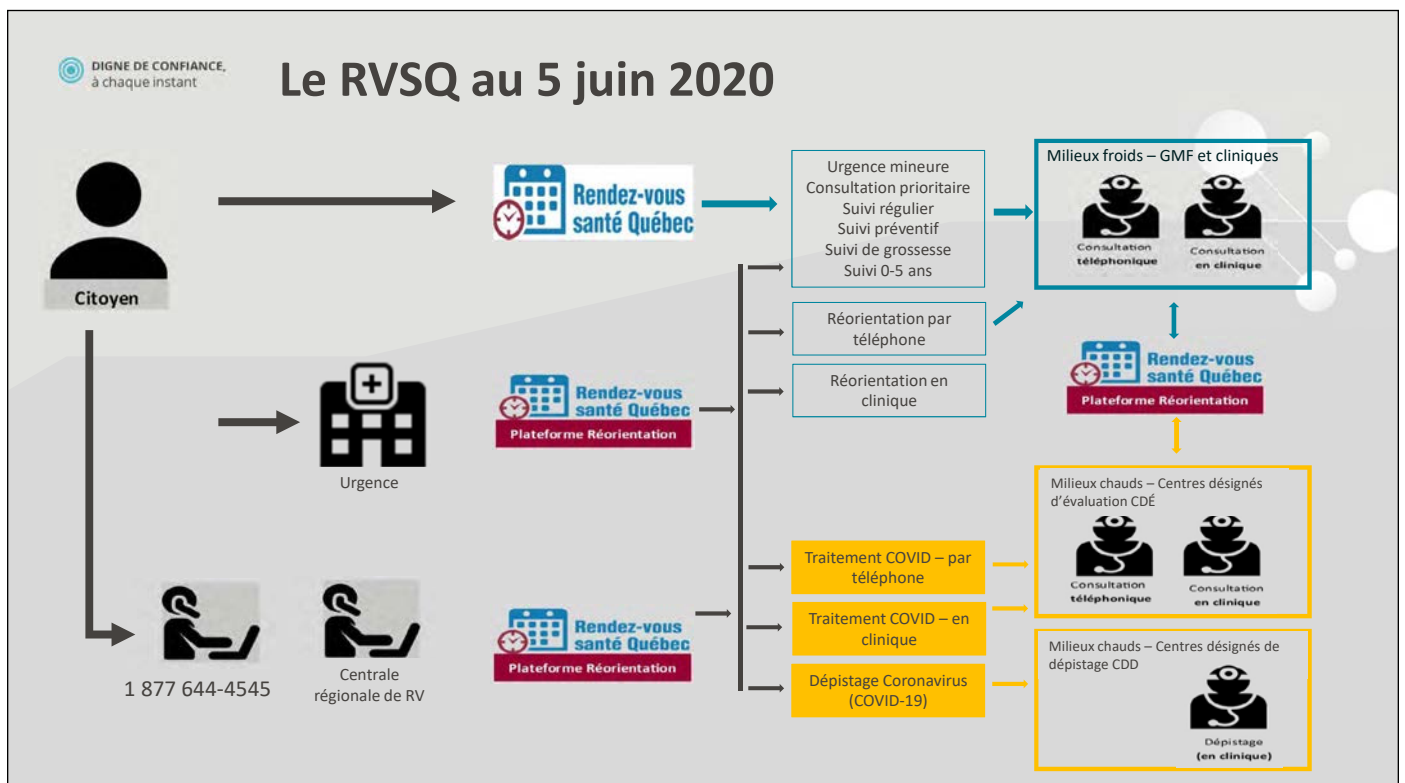 DIGNE DE CONFIANCE,
à chaque instant
Le RVSQ au 5 juin 2020
Citoyen
Rendez-vous
santé Québec
Urgence mineure
Consultation prioritaire
Suivi régulier
Suivi préventif
Suivi de grossesse
Suivi 0-5 ans
Milieux froids – GMF et cliniques
Consultation
téléphonique
Consultation
en clinique
Réorientation par
téléphone
Réorientation en
clinique
Rendez-vous
santé Québec
Plateforme Réorientation
Urgence
Rendez-vous
santé Québec
Plateforme Réorientation
Milieux chauds – Centres désignés
d’évaluation CDÉ
Consultation
téléphonique
Consultation
en clinique
Traitement COVID – par
téléphone
Traitement COVID – en
clinique
Dépistage Coronavirus
(COVID-19)
Rendez-vous
santé Québec
Plateforme Réorientation
1 877 644-4545
Centrale
régionale de RV
Milieux chauds – Centres désignés de
dépistage CDD
Dépistage
(en clinique)